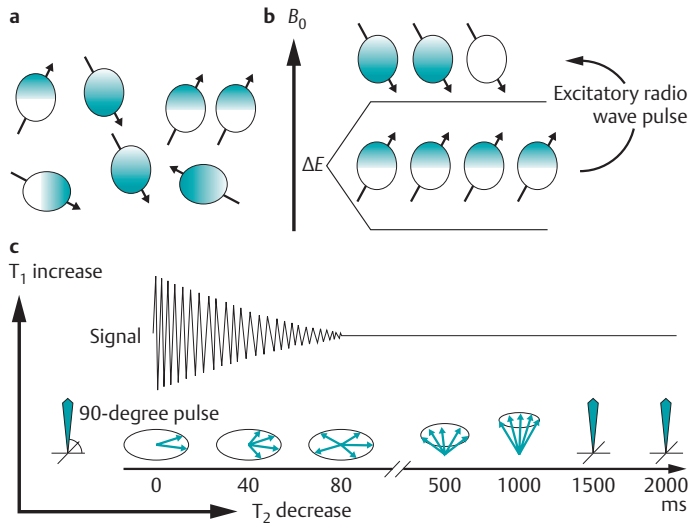 a
b
B0
Excitatory radio
wave pulse
ΔE
c
T1 increase
Signal
90-degree pulse
0
40
80
500
1000
1500
2000
ms
T2 decrease